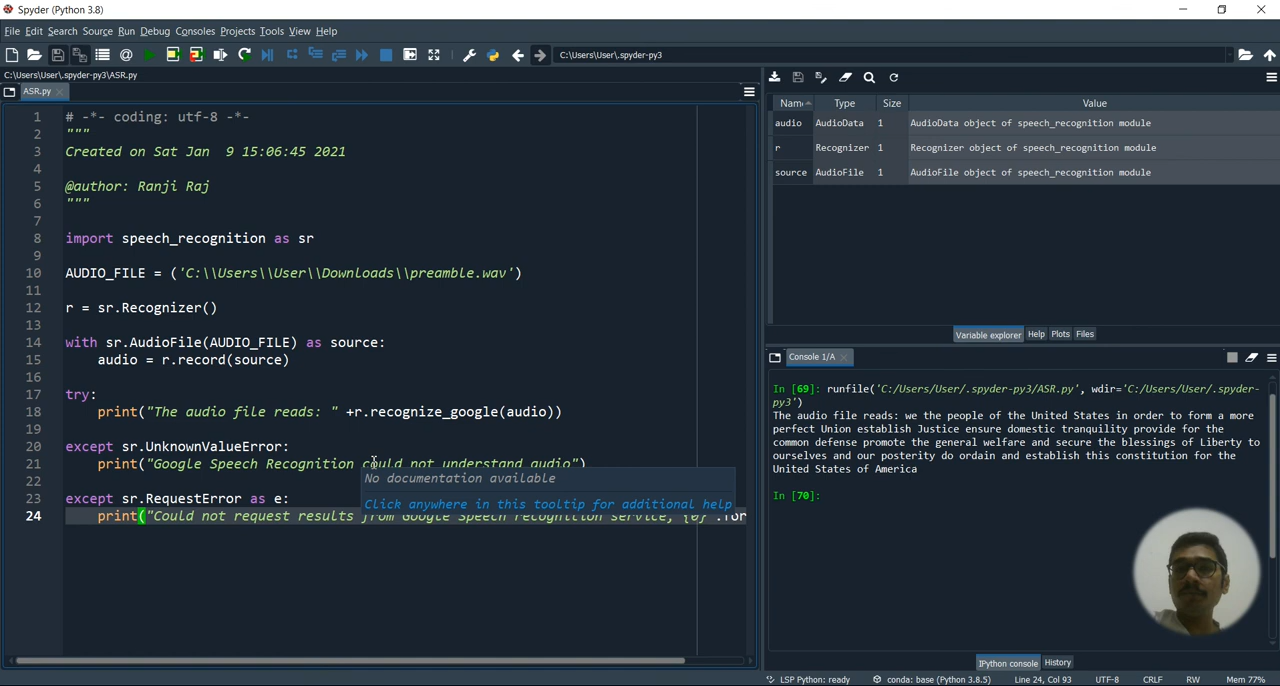 Spyder (Python 3.8)
File Edit Search Source Run Debug Consoles Projects Tools View Help
C:\Users\User\.spyder-py3
C:\Users\User\.spyder-py3\ASR.py
ASR.py
1 # -*- coding: utf-8 -*-
2 """
3 Created on Sat Jan  9 15:06:45 2021
4
5 @author: Ranji Raj
6 """
7
8 import speech_recognition as sr
9
10 AUDIO_FILE = ('C:\\Users\\User\\Downloads\\preamble.wav')
11
12 r = sr.Recognizer()
13
14 with sr.AudioFile(AUDIO_FILE) as source:
15     audio = r.record(source)
16
17 try:
18     print("The audio file reads: " +r.recognize_google(audio))
19
20 except sr.UnknownValueError:
21     print("Google Speech Recognition could not understand audio")
22 No documentation available
23 except sr.RequestError as e:
Click anywhere in this tooltip for additional help
24     print("Could not request results from Google Speech recognition service, {0}".for
Name Type Size Value
audio AudioData 1 AudioData object of speech_recognition module
r Recognizer 1 Recognizer object of speech_recognition module
source AudioFile 1 AudioFile object of speech_recognition module
Variable explorer Help Plots Files
Console 1/A
In [69]: runfile('C:/Users/User/.spyder-py3/ASR.py', wdir='C:/Users/User/.spyder-
py3')
The audio file reads: we the people of the United States in order to form a more
perfect Union establish Justice ensure domestic tranquility provide for the
common defense promote the general welfare and secure the blessings of Liberty to
ourselves and our posterity do ordain and establish this constitution for the
United States of America
In [70]:
IPython console History
LSP Python: ready conda: base (Python 3.8.5) Line 24, Col 93 UTF-8 CRLF RW Mem 77%